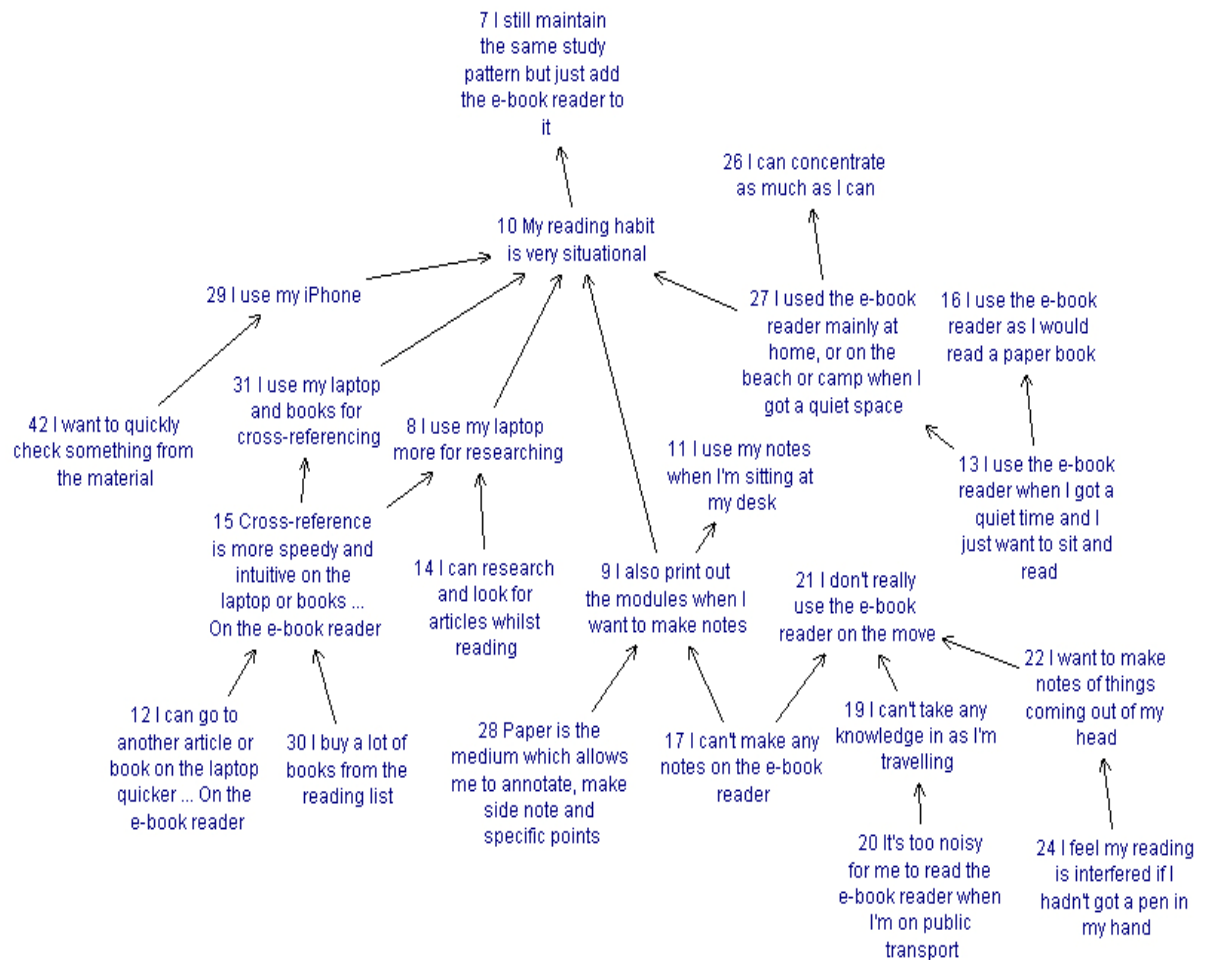 7 I still maintain
the same study
pattern but just add
the e-book reader to
it
26 I can concentrate
as much as I can
10 My reading habit
is very situational
29 I use my iPhone
27 I used the e-book
reader mainly at
home, or on the
beach or camp when I
got a quiet space
16 I use the e-book
reader as I would
read a paper book
31 I use my laptop
and books for
cross-referencing
42 I want to quickly
check something from
the material
8 I use my laptop
more for researching
11 I use my notes
when I'm sitting at
my desk
13 I use the e-book
reader when I got a
quiet time and I
just want to sit and
read
15 Cross-reference
is more speedy and
intuitive on the
laptop or books ...
On the e-book reader
14 I can research
and look for
articles whilst
reading
9 I also print out
the modules when I
want to make notes
21 I don't really
use the e-book
reader on the move
22 I want to make
notes of things
coming out of my
head
12 I can go to
another article or
book on the laptop
quicker ... On the
e-book reader
30 I buy a lot of
books from the
reading list
28 Paper is the
medium which allows
me to annotate, make
side note and
specific points
17 I can't make any
notes on the e-book
reader
19 I can't take any
knowledge in as I'm
travelling
20 It's too noisy
for me to read the
e-book reader when
I'm on public
transport
24 I feel my reading
is interfered if I
hadn't got a pen in
my hand